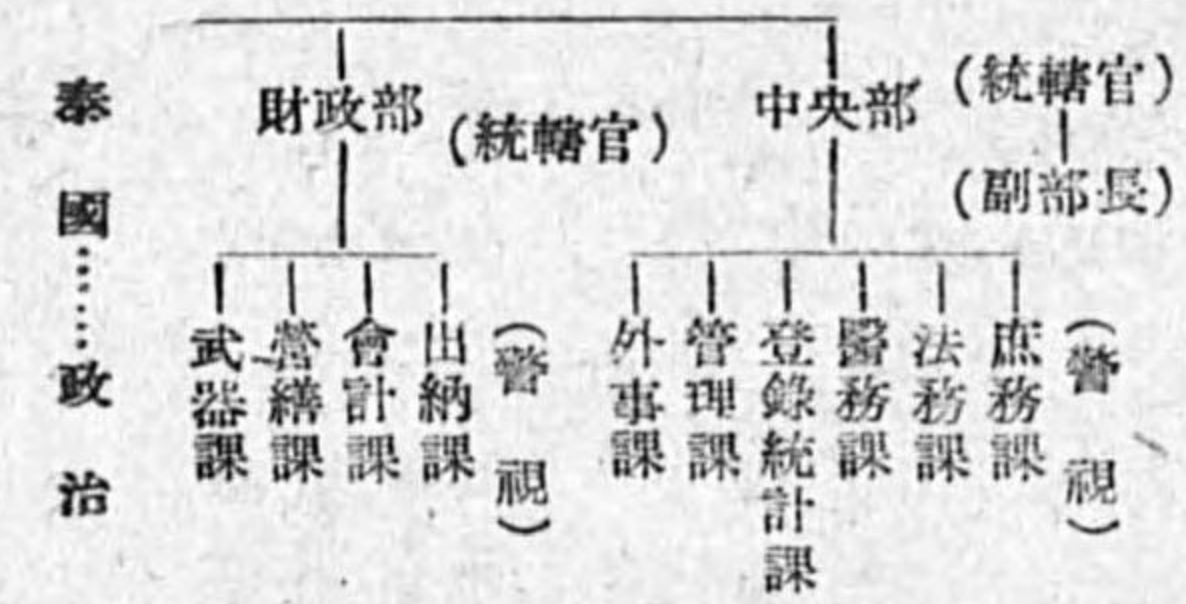 (統轄官)
(副部長)
中央部
(警視)
庶務課
法務課
醫務課
登錄統計課
管理課
外事課
財政部
(統轄官)
(警視)
出納課
會計課
營繕課
武器課
泰國……政治